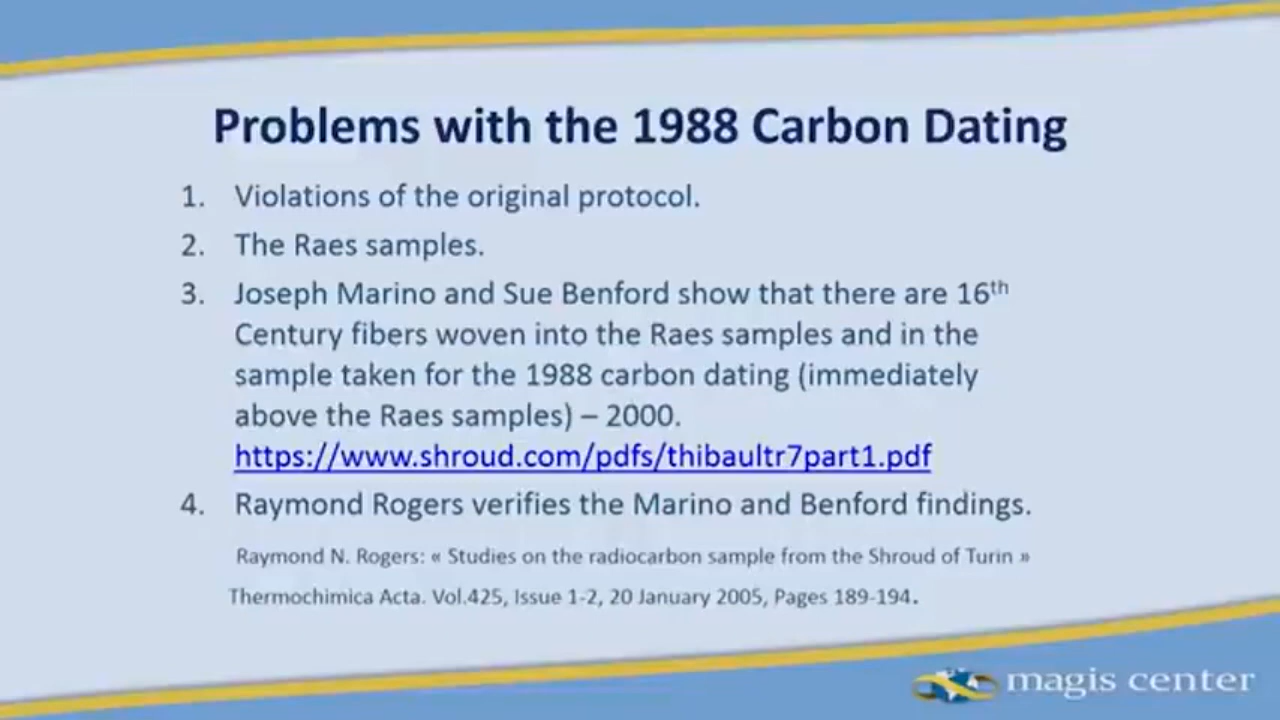 Problems with the 1988 Carbon Dating
1. Violations of the original protocol.
2. The Raes samples.
3. Joseph Marino and Sue Benford show that there are 16th
Century fibers woven into the Raes samples and in the
sample taken for the 1988 carbon dating (immediately
above the Raes samples) – 2000.
https://www.shroud.com/pdfs/thibaultr7part1.pdf
4. Raymond Rogers verifies the Marino and Benford findings.
Raymond N. Rogers: « Studies on the radiocarbon sample from the Shroud of Turin »
Thermochimica Acta. Vol.425, Issue 1-2, 20 January 2005, Pages 189-194.
magis center